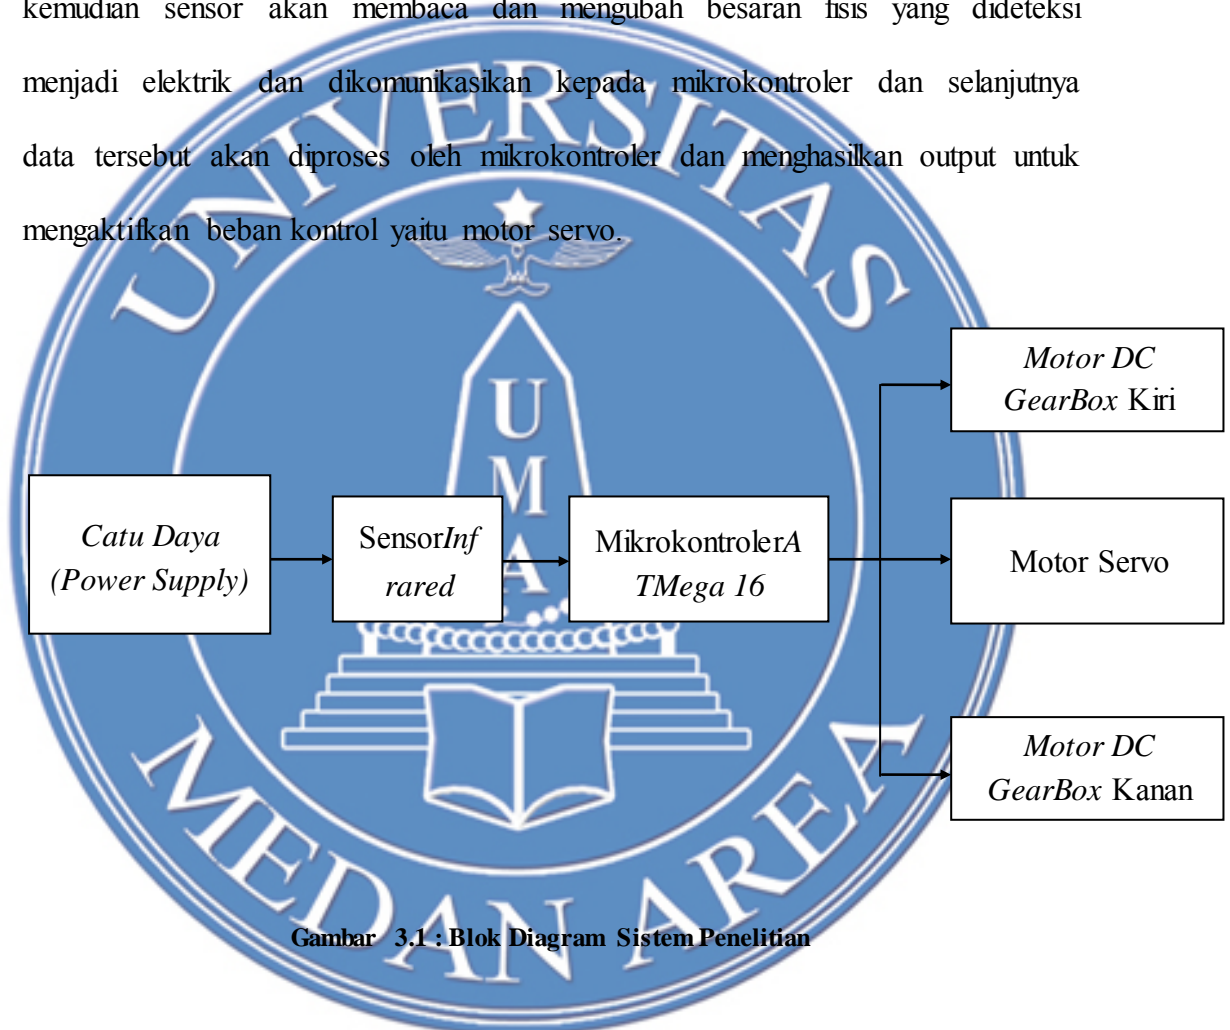 kemudian sensor akan membaca dan mengubah besaran fisis yang dideteksi
menjadi elektrik dan dikomunikasikan kepada mikrokontroler dan selanjutnya
data tersebut akan diproses oleh mikrokontroler dan menghasilkan output untuk
mengaktifkan beban kontrol yaitu motor servo.
UNIVERSITAS
U
M
A
MEDAN AREA
Catu Daya
(Power Supply)
SensorInf
rared
MikrokontrolerA
TMega 16
Motor DC
GearBox Kiri
Motor Servo
Motor DC
GearBox Kanan
Gambar 3.1 : Blok Diagram Sistem Penelitian